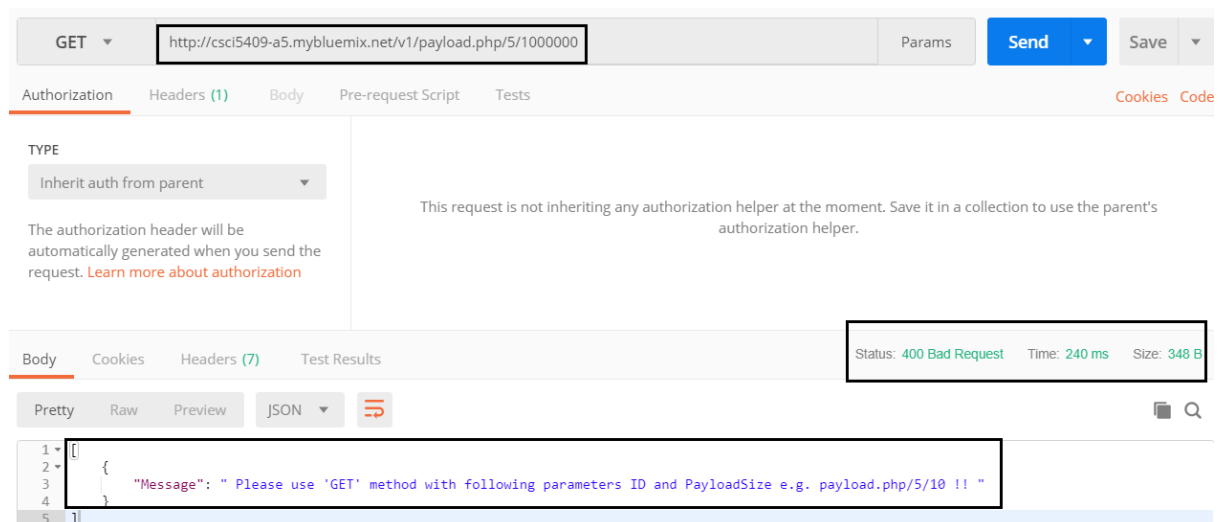 GET http://csci5409-a5.mybluemix.net/v1/payload.php/5/1000000 Params Send Save
Authorization Headers (1) Body Pre-request Script Tests Cookies Code
TYPE
Inherit auth from parent
The authorization header will be
automatically generated when you send the
request. Learn more about authorization
This request is not inheriting any authorization helper at the moment. Save it in a collection to use the parent's
authorization helper.
Body Cookies Headers (7) Test Results Status: 400 Bad Request Time: 240 ms Size: 348 B
Pretty Raw Preview JSON
1 [
2 {
3 "Message": " Please use 'GET' method with following parameters ID and PayloadSize e.g. payload.php/5/10 !! "
4 }
5 ]